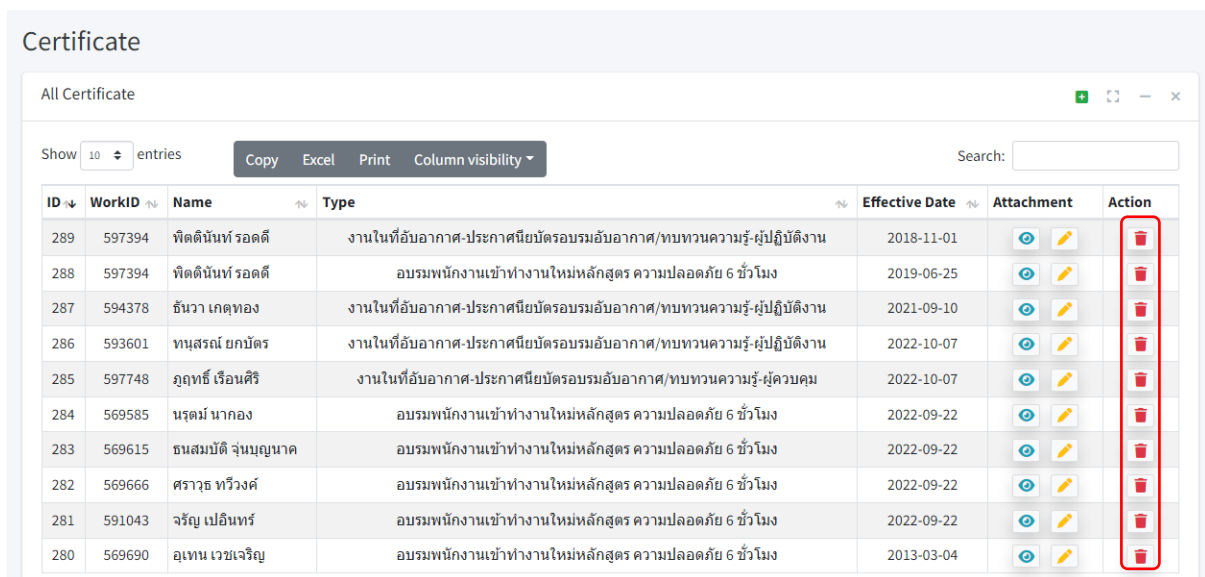 Certificate
All Certificate
Show 10 entries Copy Excel Print Column visibility Search:
ID WorkID Name Type Effective Date Attachment Action
289 597394 พิตตินันท์ รอดดี งานในที่อับอากาศ-ประกาศนียบัตรอบรมอับอากาศ/ทบทวนความรู้-ผู้ปฏิบัติงาน 2018-11-01
288 597394 พิตตินันท์ รอดดี อบรมพนักงานเข้าทำงานใหม่หลักสูตร ความปลอดภัย 6 ชั่วโมง 2019-06-25
287 594378 ธันวา เกตุทอง งานในที่อับอากาศ-ประกาศนียบัตรอบรมอับอากาศ/ทบทวนความรู้-ผู้ปฏิบัติงาน 2021-09-10
286 593601 ทนุสรณ์ ยกบัตร งานในที่อับอากาศ-ประกาศนียบัตรอบรมอับอากาศ/ทบทวนความรู้-ผู้ปฏิบัติงาน 2022-10-07
285 597748 ภูฤทธิ์ เรือนศิริ งานในที่อับอากาศ-ประกาศนียบัตรอบรมอับอากาศ/ทบทวนความรู้-ผู้ควบคุม 2022-10-07
284 569585 นรุตม์ นากอง อบรมพนักงานเข้าทำงานใหม่หลักสูตร ความปลอดภัย 6 ชั่วโมง 2022-09-22
283 569615 ธนสมบัติ จุ่นบุญนาค อบรมพนักงานเข้าทำงานใหม่หลักสูตร ความปลอดภัย 6 ชั่วโมง 2022-09-22
282 569666 ศราวุธ ทวีวงค์ อบรมพนักงานเข้าทำงานใหม่หลักสูตร ความปลอดภัย 6 ชั่วโมง 2022-09-22
281 591043 จรัญ เปอินทร์ อบรมพนักงานเข้าทำงานใหม่หลักสูตร ความปลอดภัย 6 ชั่วโมง 2022-09-22
280 569690 อุเทน เวชเจริญ อบรมพนักงานเข้าทำงานใหม่หลักสูตร ความปลอดภัย 6 ชั่วโมง 2013-03-04